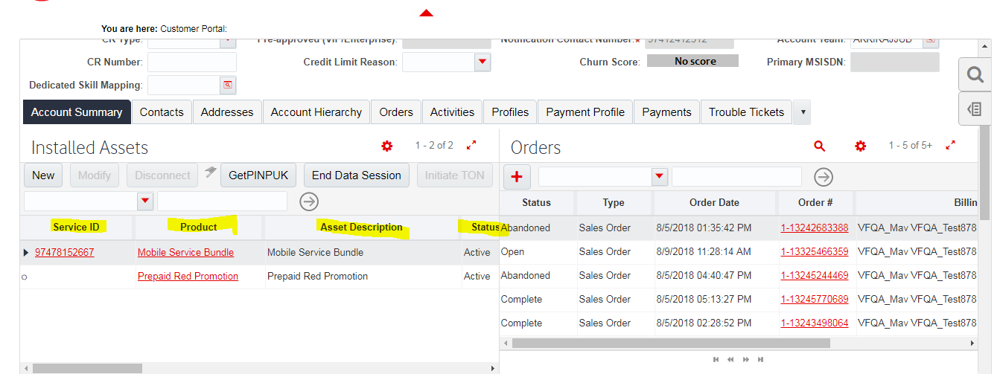 You are here: Customer Portal:
CR Type: Pre-approved (VIP/Enterprise): Notification Contact Number:* 97412412512 Account Team:
CR Number: Credit Limit Reason: Churn Score: No score Primary MSISDN:
Dedicated Skill Mapping:
Account Summary Contacts Addresses Account Hierarchy Orders Activities Profiles Payment Profile Payments Trouble Tickets
Installed Assets 1 - 2 of 2
New Modify Disconnect GetPINPUK End Data Session Initiate TON
Service ID Product Asset Description Status
97478152667 Mobile Service Bundle Mobile Service Bundle Active
Prepaid Red Promotion Prepaid Red Promotion Active
Orders 1 - 5 of 5+
Status Type Order Date Order # Billin
Abandoned Sales Order 8/5/2018 01:35:42 PM 1-13242683388 VFQA_Mav VFQA_Test878
Open Sales Order 8/9/2018 11:28:14 AM 1-13325466359 VFQA_Mav VFQA_Test878
Abandoned Sales Order 8/5/2018 04:40:47 PM 1-13245244469 VFQA_Mav VFQA_Test878
Complete Sales Order 8/5/2018 05:13:27 PM 1-13245770689 VFQA_Mav VFQA_Test878
Complete Sales Order 8/5/2018 02:28:52 PM 1-13243498064 VFQA_Mav VFQA_Test878